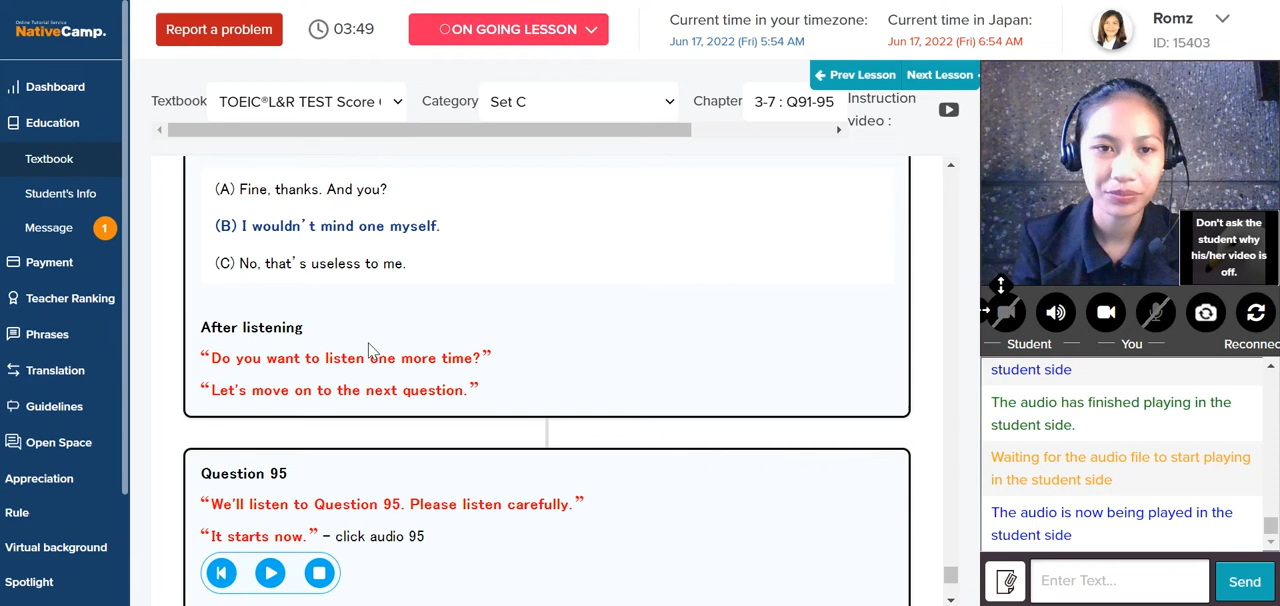 Online Tutorial Service
NativeCamp.
Dashboard
Education
Textbook
Student's Info
Message
1
Payment
Teacher Ranking
Phrases
Translation
Guidelines
Open Space
Appreciation
Rule
Virtual background
Spotlight
Report a problem
03:49
ON GOING LESSON
Current time in your timezone:
Jun 17, 2022 (Fri) 5:54 AM
Current time in Japan:
Jun 17, 2022 (Fri) 6:54 AM
Romz
ID: 15403
Prev Lesson
Next Lesson
Textbook
TOEIC®L&R TEST Score (
Category
Set C
Chapter
3-7 : Q91-95
Instruction
video :
(A) Fine, thanks. And you?
(B) I wouldn't mind one myself.
(C) No, that's useless to me.
After listening
“Do you want to listen one more time?”
“Let's move on to the next question.”
Question 95
“We'll listen to Question 95. Please listen carefully.”
“It starts now.” - click audio 95
Don't ask the
student why
his/her video is
off.
Student
You
Reconnec
student side
The audio has finished playing in the
student side.
Waiting for the audio file to start playing
in the student side
The audio is now being played in the
student side
Enter Text...
Send